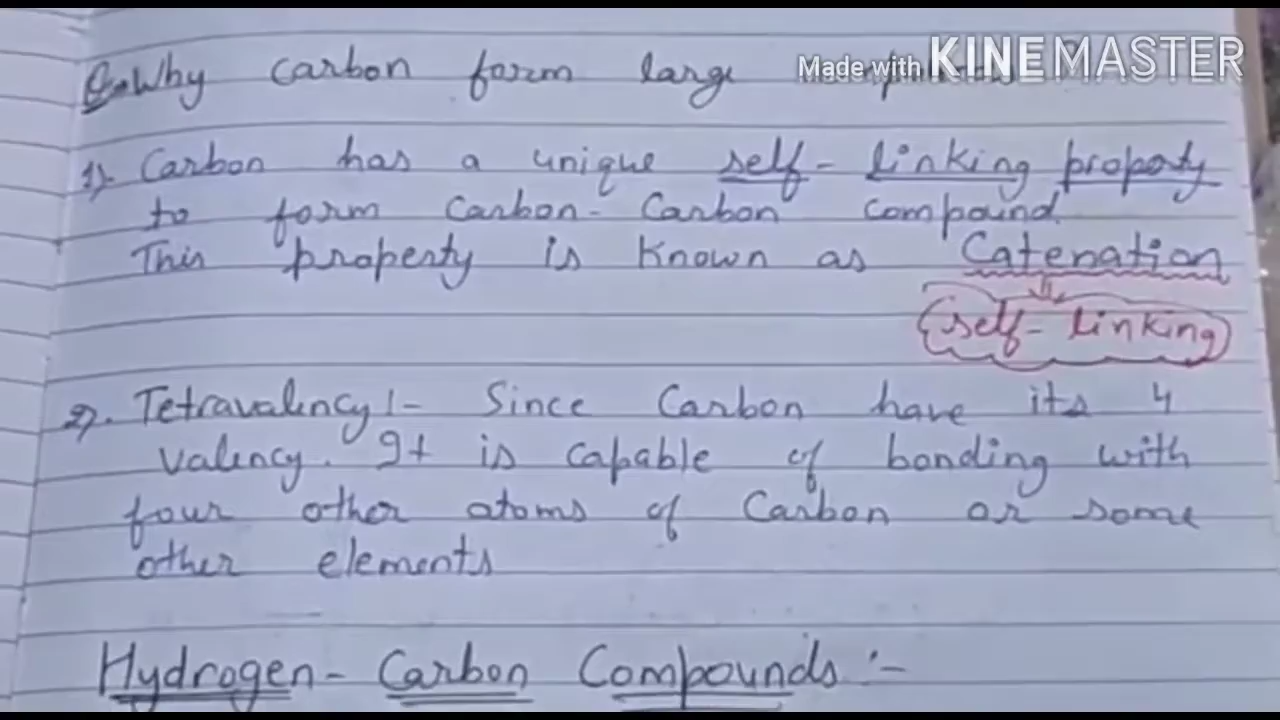 Q. Why carbon form large
Made with KINEMASTER
1). Carbon has a unique self-linking property
to form Carbon-Carbon compound.
This property is known as Catenation
self-linking
2). Tetravalency :- Since Carbon have its 4
valency. It is capable of bonding with
four other atoms of Carbon or some
other elements
Hydrogen-Carbon Compounds :-